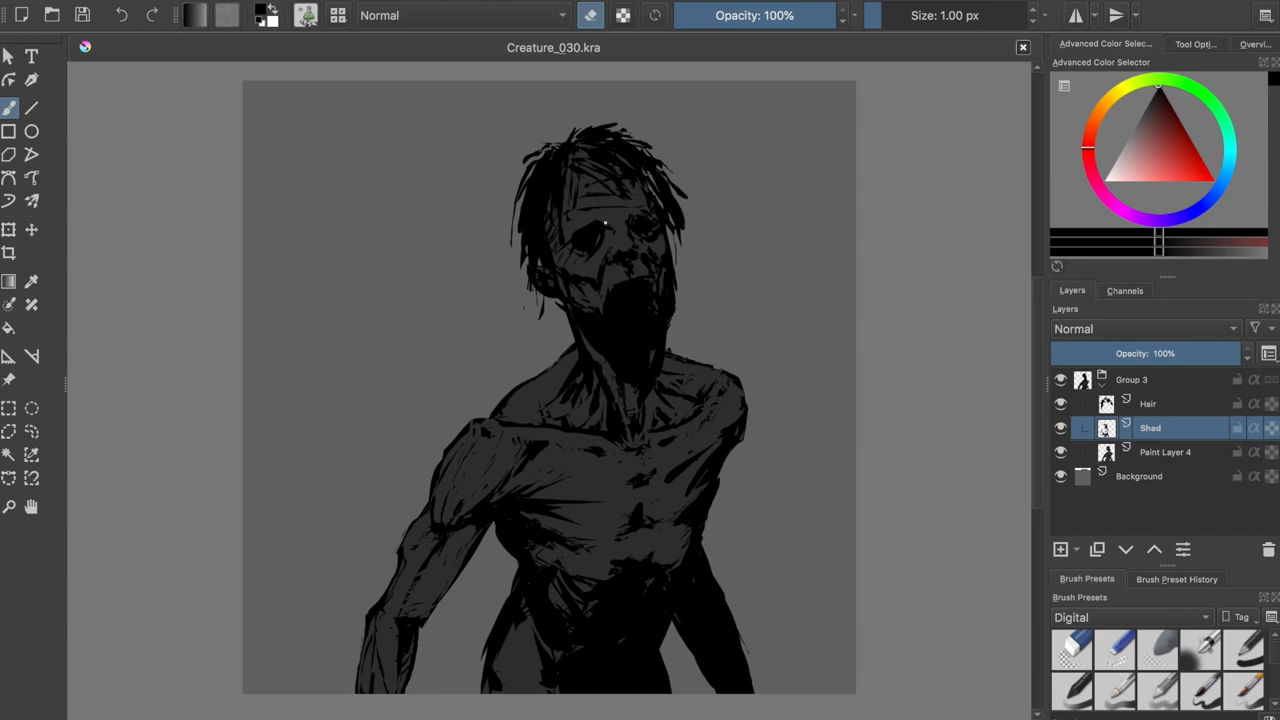 Normal
Opacity: 100%
Size: 1.00 px
Creature_030.kra
Advanced Color Selec...
Tool Opti...
Overvi...
Advanced Color Selector
Layers
Channels
Layers
Normal
Opacity: 100%
Group 3
Hair
Shad
Paint Layer 4
Background
Brush Presets
Brush Preset History
Brush Presets
Digital
Tag